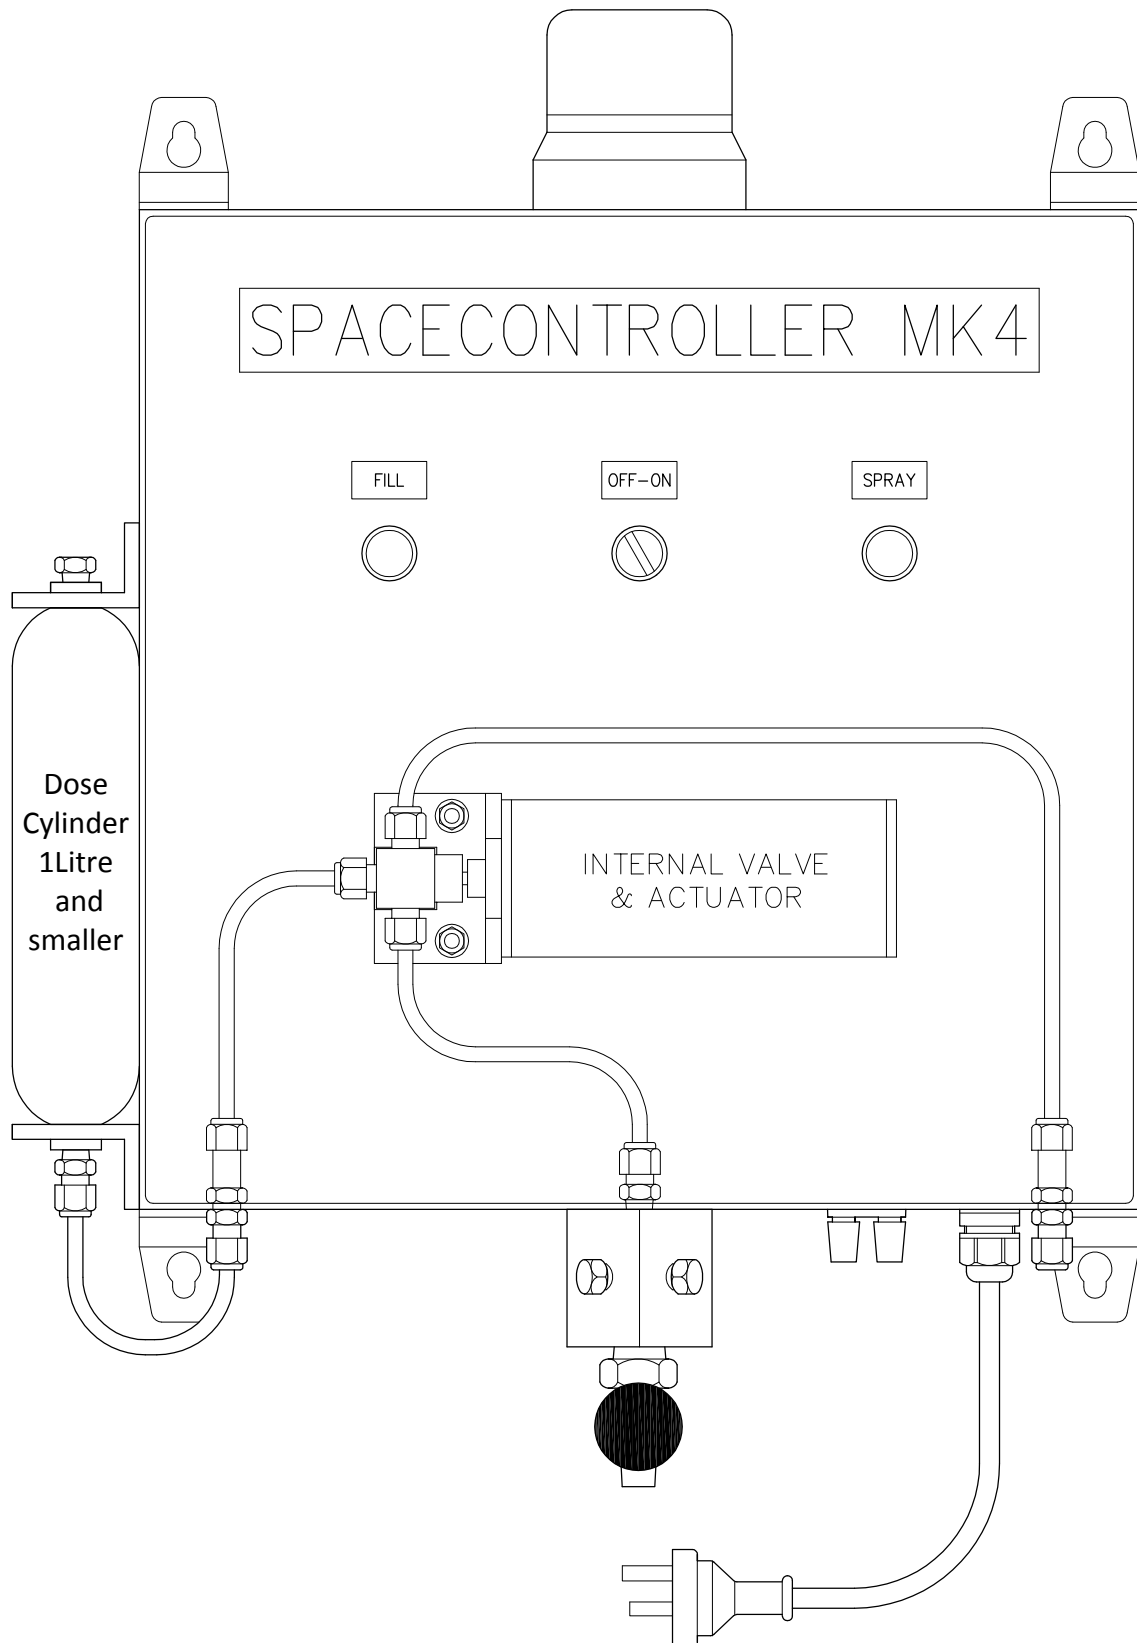 SPACECONTROLLER MK4
FILL
OFF-ON
SPRAY
Dose
Cylinder
1Litre
and
smaller
INTERNAL VALVE
& ACTUATOR